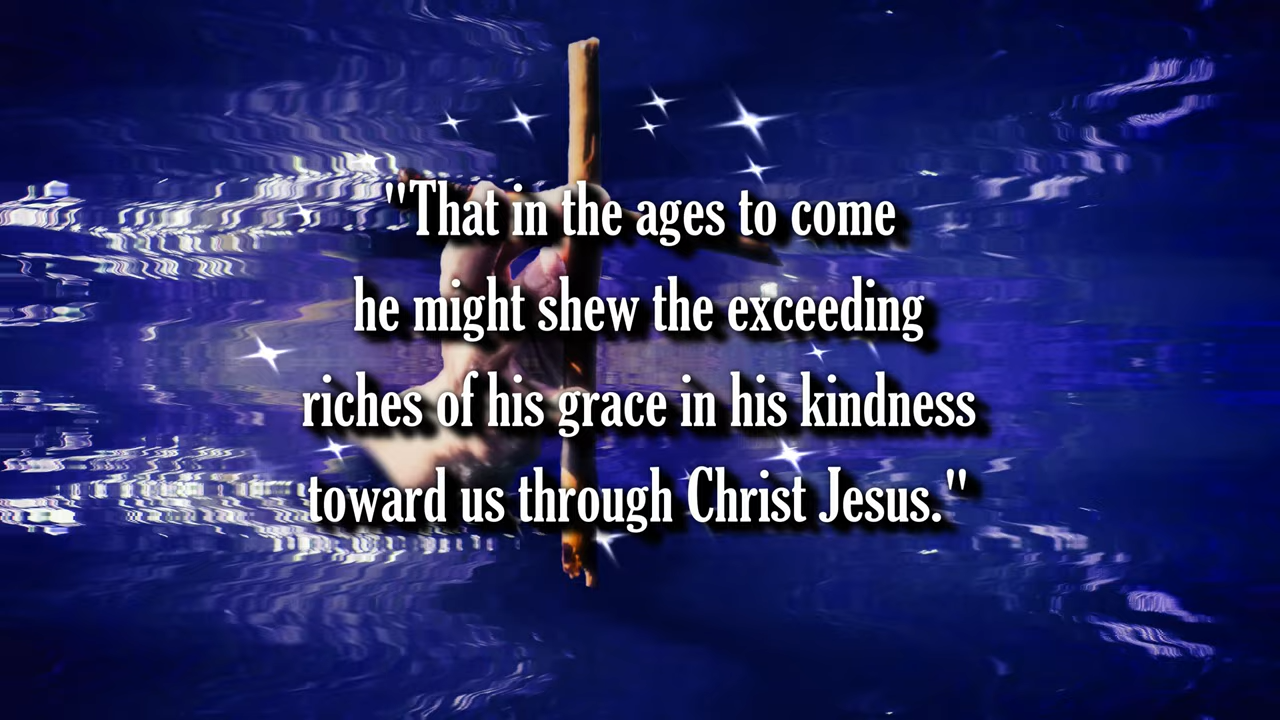 "That in the ages to come
he might shew the exceeding
riches of his grace in his kindness
toward us through Christ Jesus."